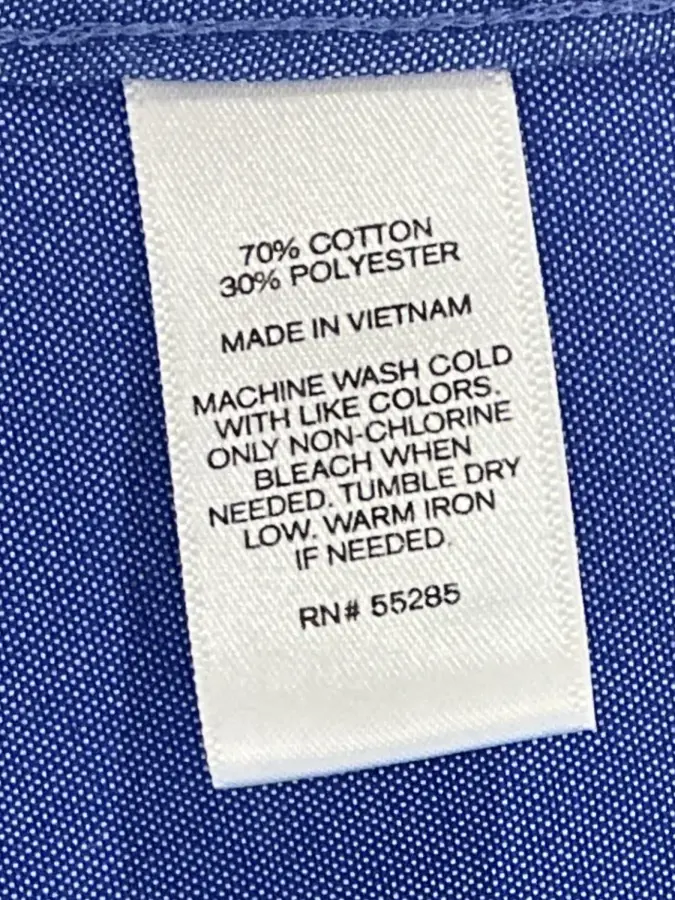 70% COTTON
30% POLYESTER
MADE IN VIETNAM
MACHINE WASH COLD
WITH LIKE COLORS.
ONLY NON-CHLORINE
BLEACH WHEN
NEEDED. TUMBLE DRY
LOW. WARM IRON
IF NEEDED.
RN# 55285